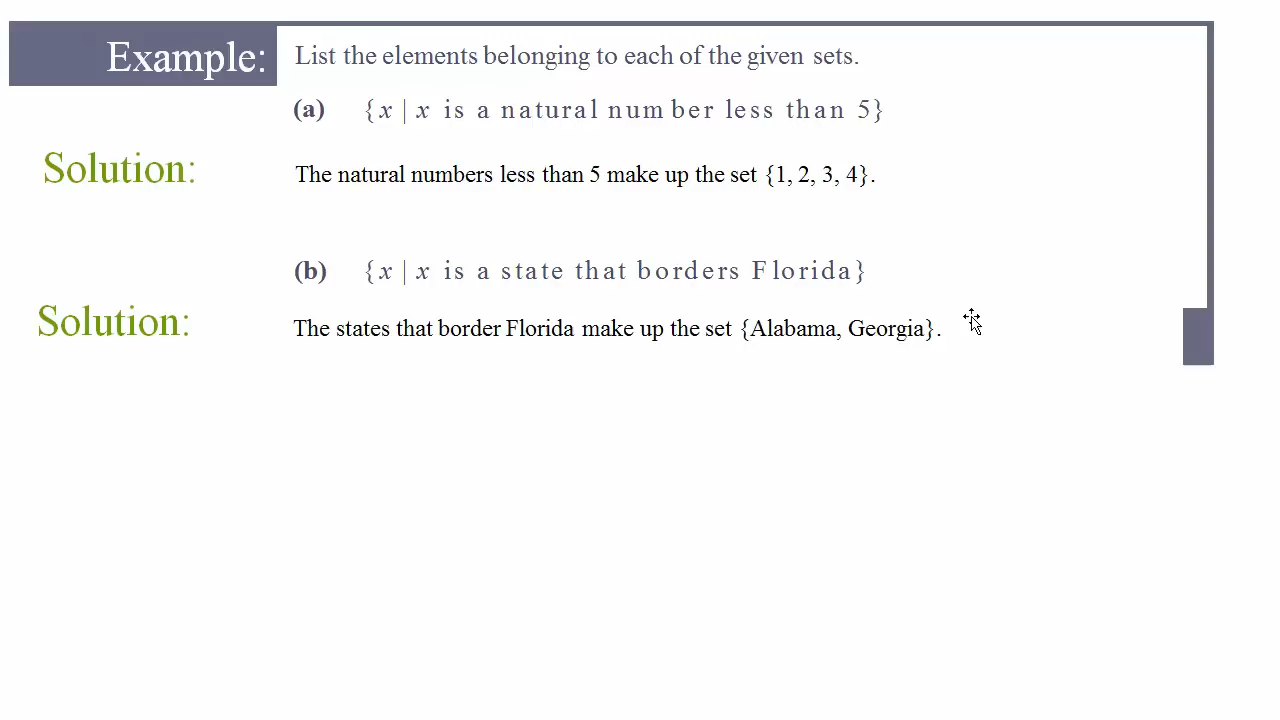 Example: List the elements belonging to each of the given sets.
(a) {x | x is a natural number less than 5}
Solution: The natural numbers less than 5 make up the set {1, 2, 3, 4}.
(b) {x | x is a state that borders Florida}
Solution: The states that border Florida make up the set {Alabama, Georgia}.